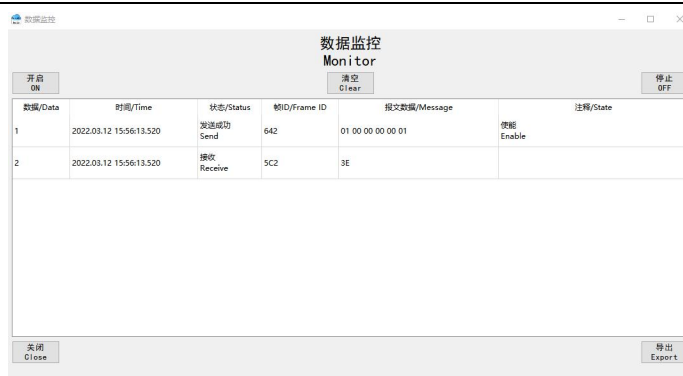 数据监控
数据监控
Monitor
开启
ON
清空
Clear
停止
OFF
数据/Data 时间/Time 状态/Status 帧ID/Frame ID 报文数据/Message 注释/State
1 2022.03.12 15:56:13.520 发送成功 Send 642 01 00 00 00 00 01 使能 Enable
2 2022.03.12 15:56:13.520 接收 Receive 5C2 3E
关闭
Close
导出
Export